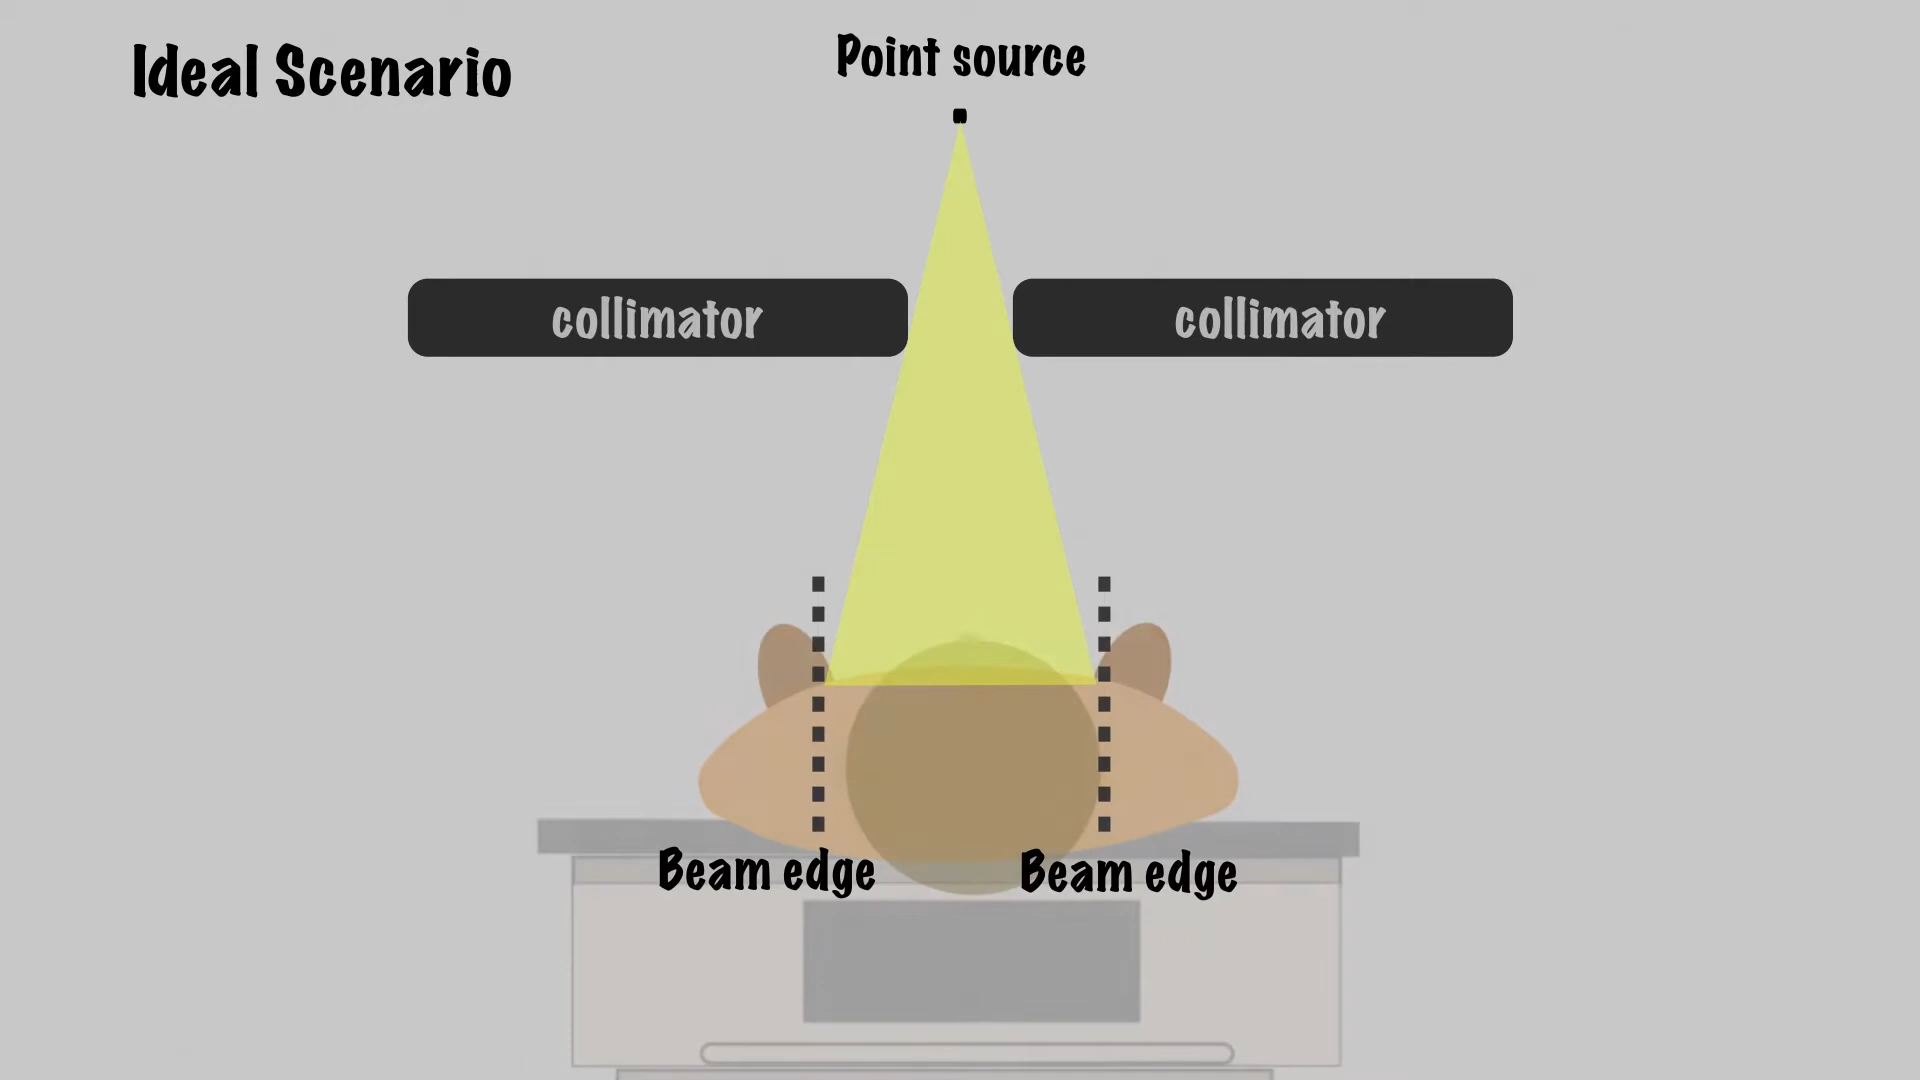 Ideal Scenario
Point source
collimator
collimator
Beam edge
Beam edge